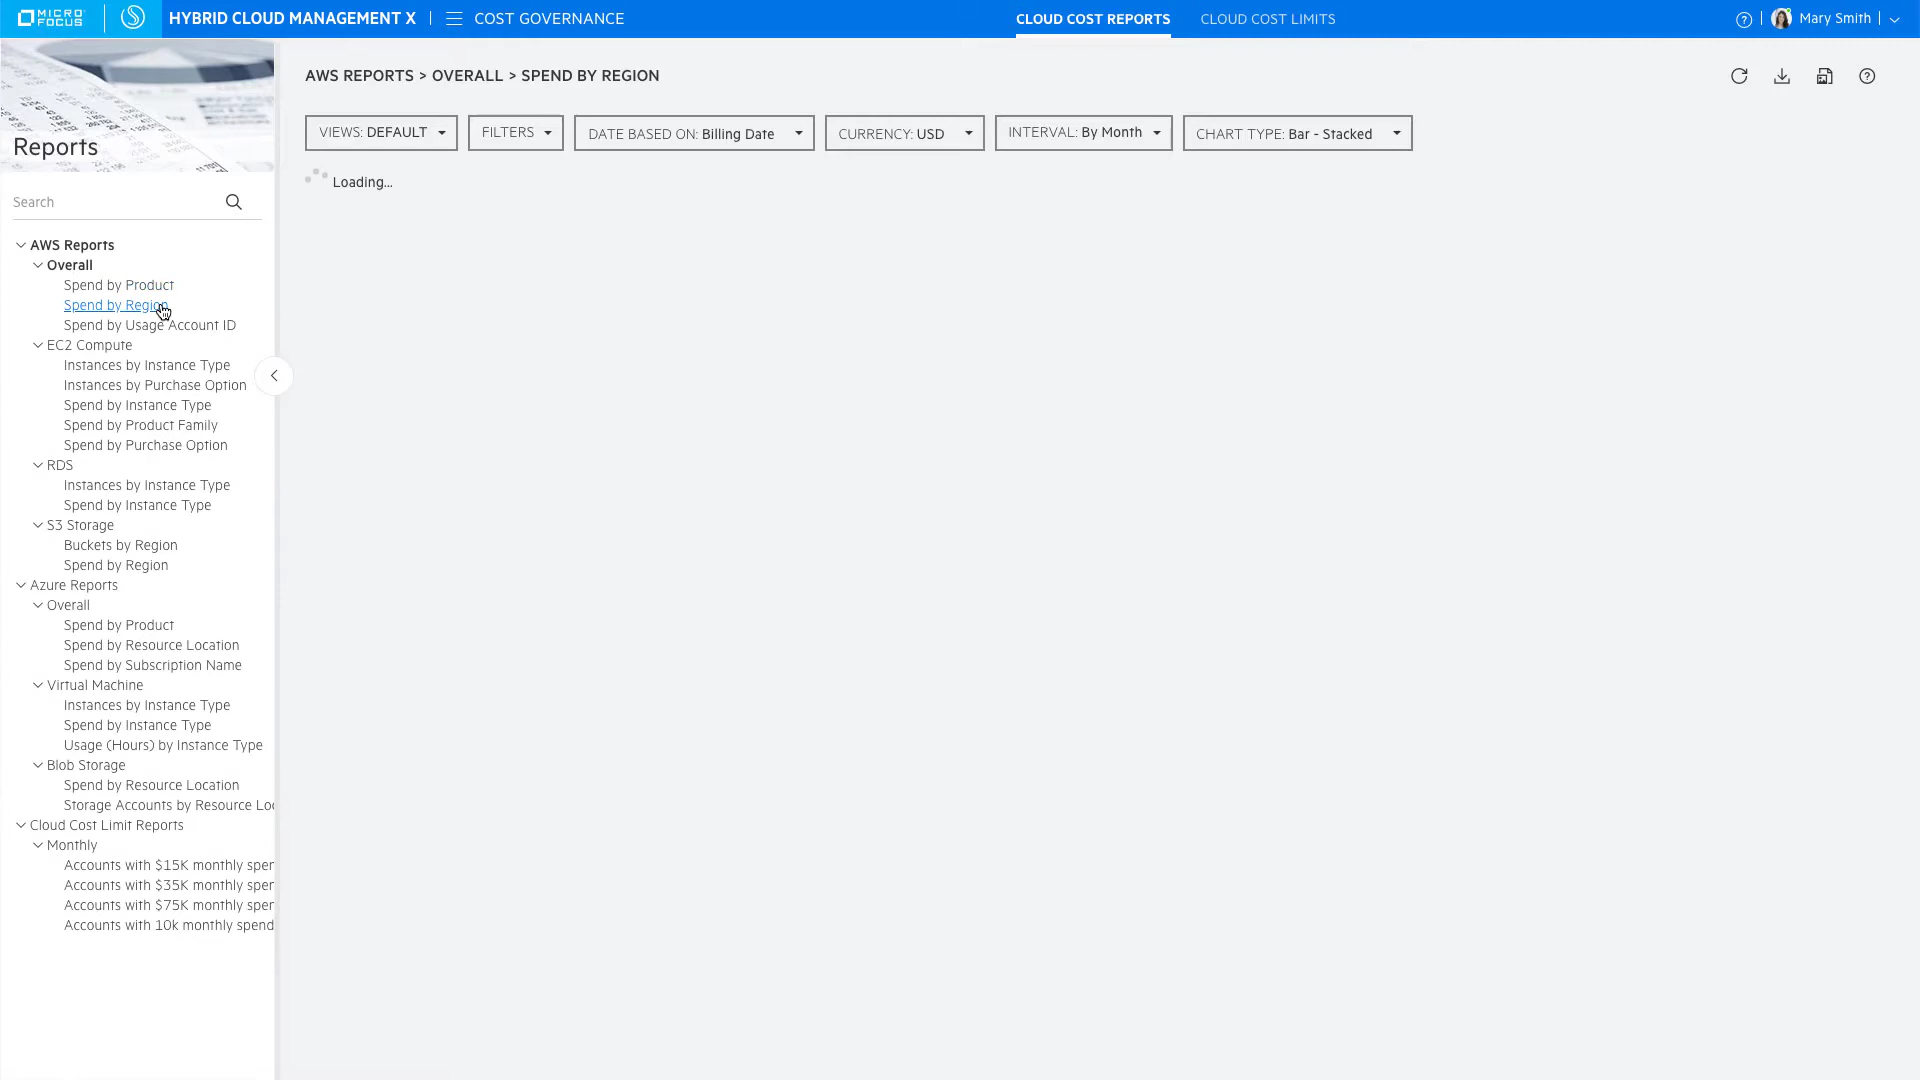 MICRO FOCUS
HYBRID CLOUD MANAGEMENT X | COST GOVERNANCE
CLOUD COST REPORTS
CLOUD COST LIMITS
Mary Smith
Reports
Search
AWS Reports
Overall
Spend by Product
Spend by Region
Spend by Usage Account ID
EC2 Compute
Instances by Instance Type
Instances by Purchase Option
Spend by Instance Type
Spend by Product Family
Spend by Purchase Option
RDS
Instances by Instance Type
Spend by Instance Type
S3 Storage
Buckets by Region
Spend by Region
Azure Reports
Overall
Spend by Product
Spend by Resource Location
Spend by Subscription Name
Virtual Machine
Instances by Instance Type
Spend by Instance Type
Usage (Hours) by Instance Type
Blob Storage
Spend by Resource Location
Storage Accounts by Resource Loc
Cloud Cost Limit Reports
Monthly
Accounts with $15K monthly spen
Accounts with $35K monthly spen
Accounts with $75K monthly spen
Accounts with 10k monthly spend
AWS REPORTS > OVERALL > SPEND BY REGION
VIEWS: DEFAULT
FILTERS
DATE BASED ON: Billing Date
CURRENCY: USD
INTERVAL: By Month
CHART TYPE: Bar - Stacked
Loading...